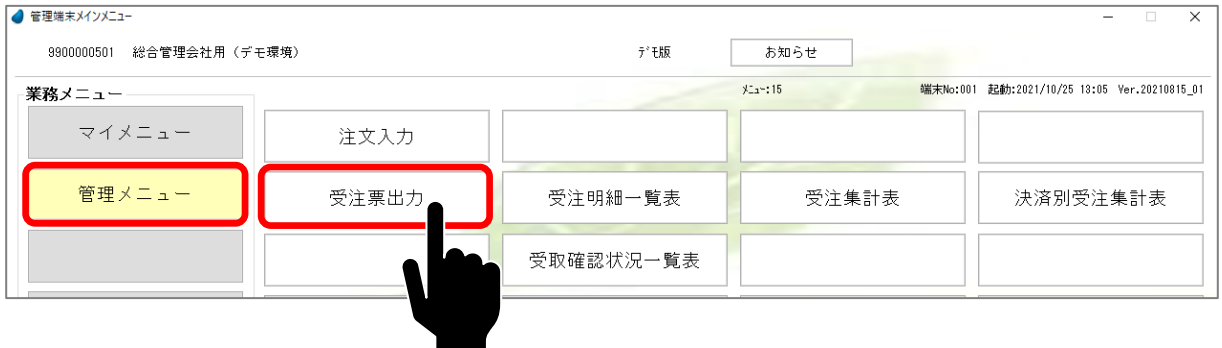 管理端末メインメニュー
9900000501 総合管理会社用（デモ環境） ﾃﾞﾓ版 お知らせ
業務メニュー ﾒﾆｭｰ:15 端末No:001 起動:2021/10/25 13:05 Ver.20210815_01
マイメニュー 注文入力
管理メニュー 受注票出力 受注明細一覧表 受注集計表 決済別受注集計表
受取確認状況一覧表